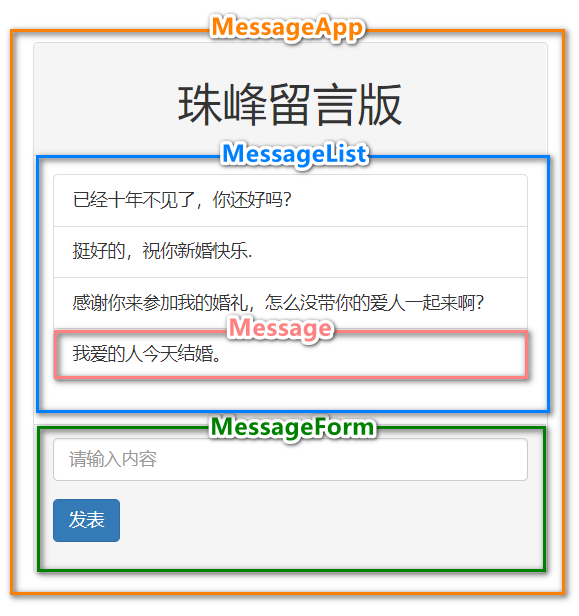 MessageApp
珠峰留言版
MessageList
已经十年不见了，你还好吗?
挺好的，祝你新婚快乐.
感谢你来参加我的婚礼，怎么没带你的爱人一起来啊?
Message
我爱的人今天结婚。
MessageForm
请输入内容
发表